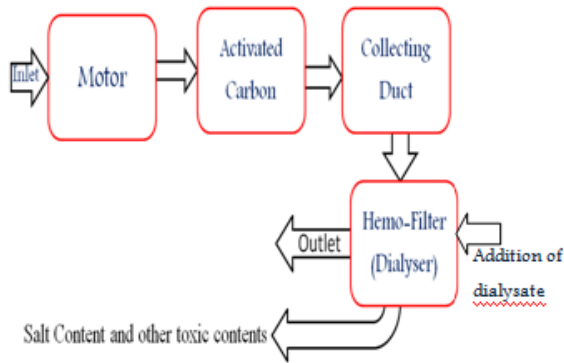 Inlet
Motor
Activated
Carbon
Collecting
Duct
Hemo-Filter
(Dialyser)
Outlet
Addition of
dialysate
Salt Content and other toxic contents